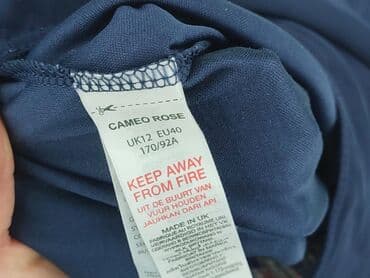 CAMEO ROSE
UK12 EU40
170/92A
KEEP AWAY
FROM FIRE
UIT DE BUURT VAN
VUUR HOUDEN
JAUHKAN DARI API
MADE IN UK